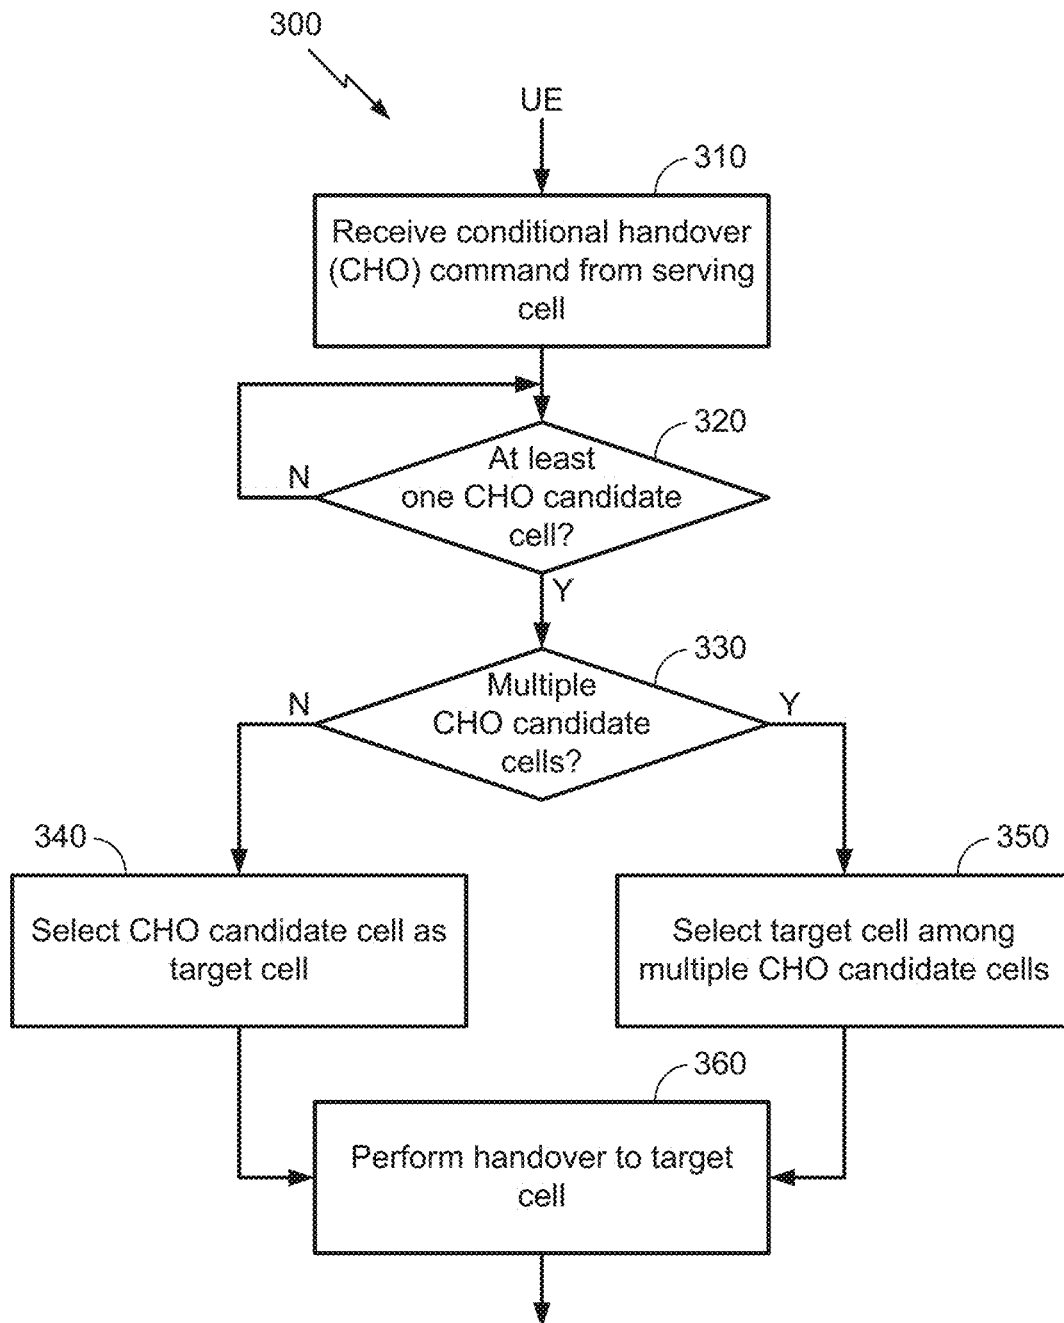 300
UE
310
Receive conditional handover
(CHO) command from serving
cell
320
At least
one CHO candidate
cell?
N
Y
330
Multiple
CHO candidate
cells?
N
Y
340
Select CHO candidate cell as
target cell
350
Select target cell among
multiple CHO candidate cells
360
Perform handover to target
cell